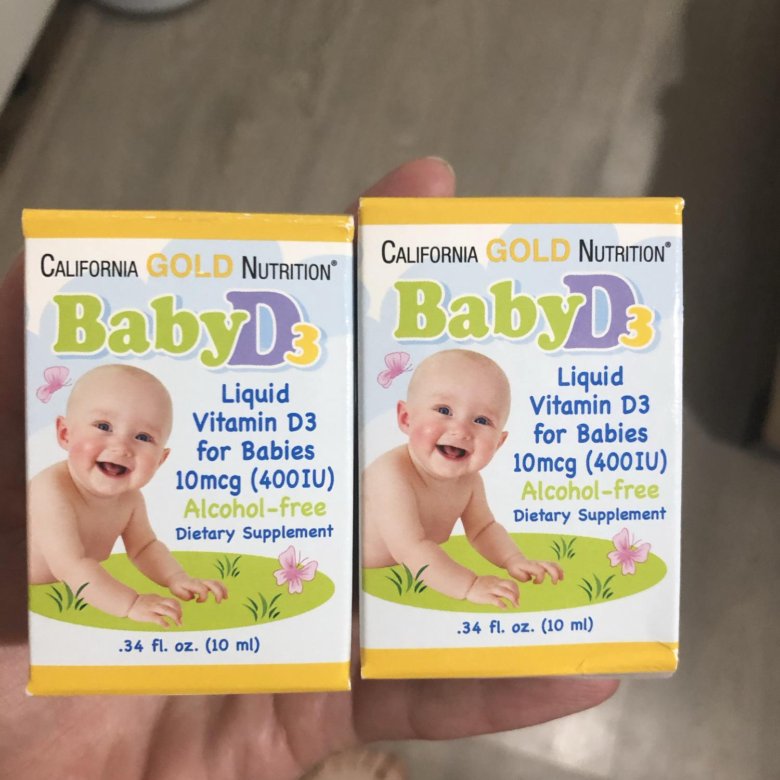 CALIFORNIA GOLD NUTRITION®
BabyD3
Liquid
Vitamin D3
for Babies
10mcg (400IU)
Alcohol-free
Dietary Supplement
.34 fl. oz. (10 ml)
CALIFORNIA GOLD NUTRITION®
BabyD3
Liquid
Vitamin D3
for Babies
10mcg (400IU)
Alcohol-free
Dietary Supplement
.34 fl. oz. (10 ml)